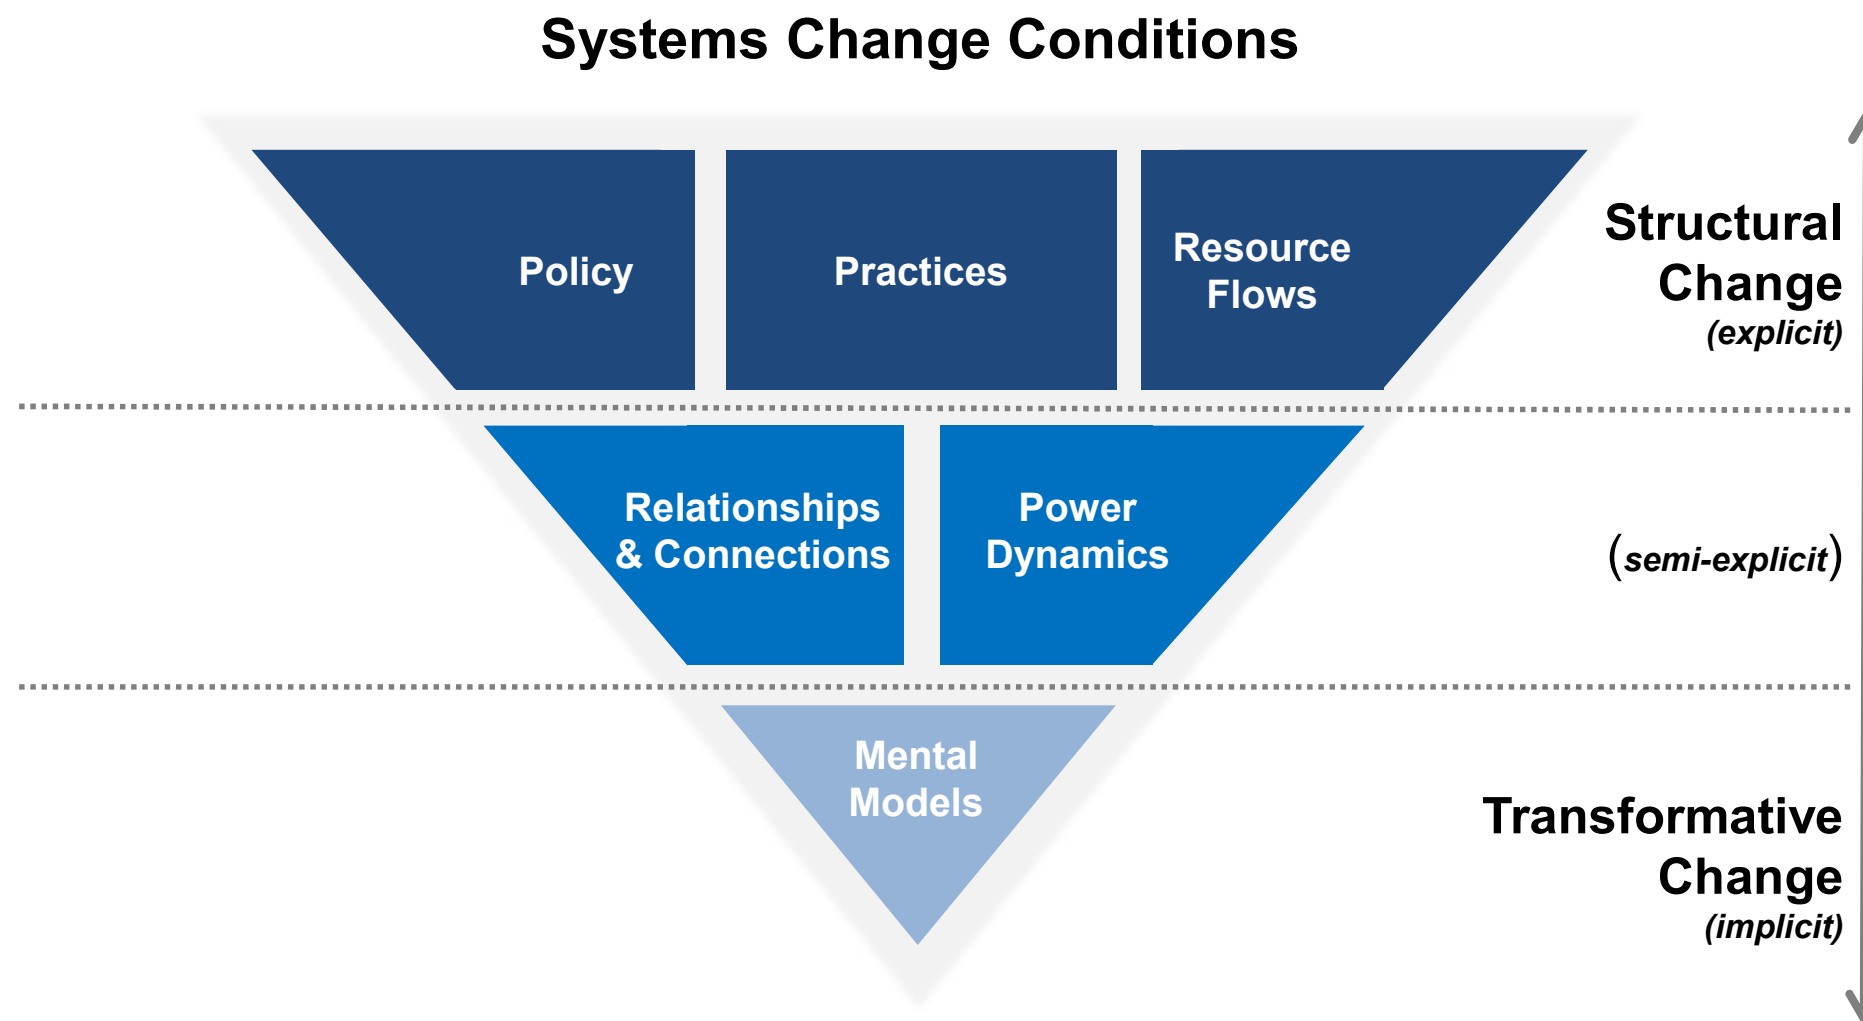 Systems Change Conditions
Policy
Practices
Resource
Flows
Structural
Change
(explicit)
Relationships
& Connections
Power
Dynamics
(semi-explicit)
Mental
Models
Transformative
Change
(implicit)